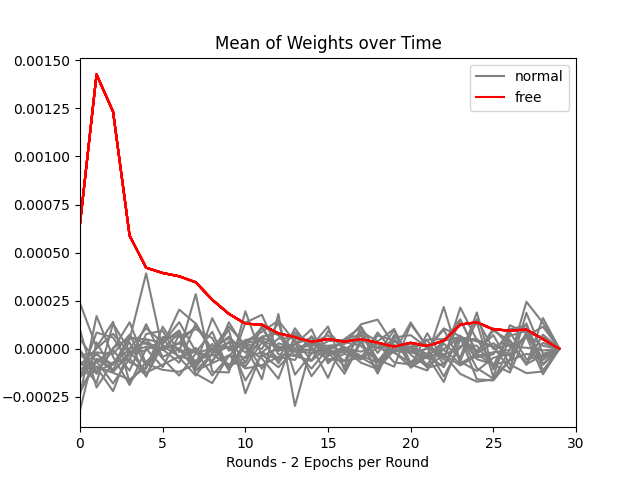 Mean of Weights over Time
normal
free
0.00150
0.00125
0.00100
0.00075
0.00050
0.00025
0.00000
−0.00025
0 5 10 15 20 25 30
Rounds - 2 Epochs per Round